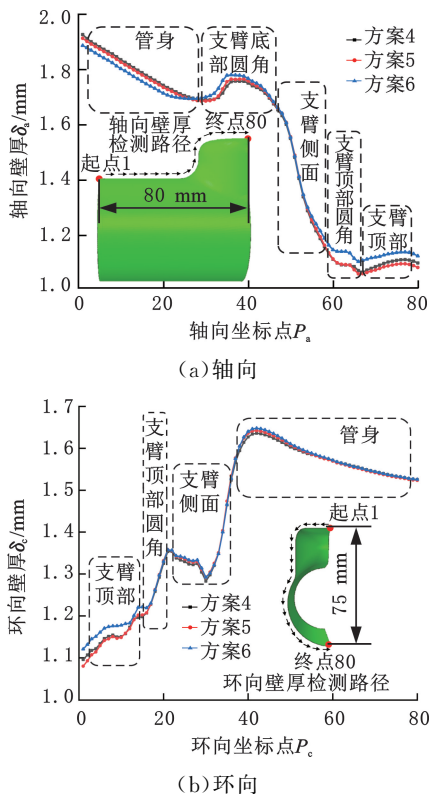 2.0
1.8
1.6
1.4
1.2
1.0
轴向壁厚δa/mm
管身
支臂底
部圆角
方案4
方案5
方案6
轴向壁厚
检测路径
终点80
起点1
80 mm
支臂侧面
支臂顶部圆角
支臂
顶部
0 20 40 60 80
轴向坐标点Pa
(a)轴向
1.7
1.6
1.5
1.4
1.3
1.2
1.1
1.0
环向壁厚δc/mm
支臂顶部圆角
管身
支臂
侧面
支臂
顶部
起点1
75 mm
方案4
方案5
方案6
终点80
环向壁厚检测路径
0 20 40 60 80
环向坐标点Pc
(b)环向